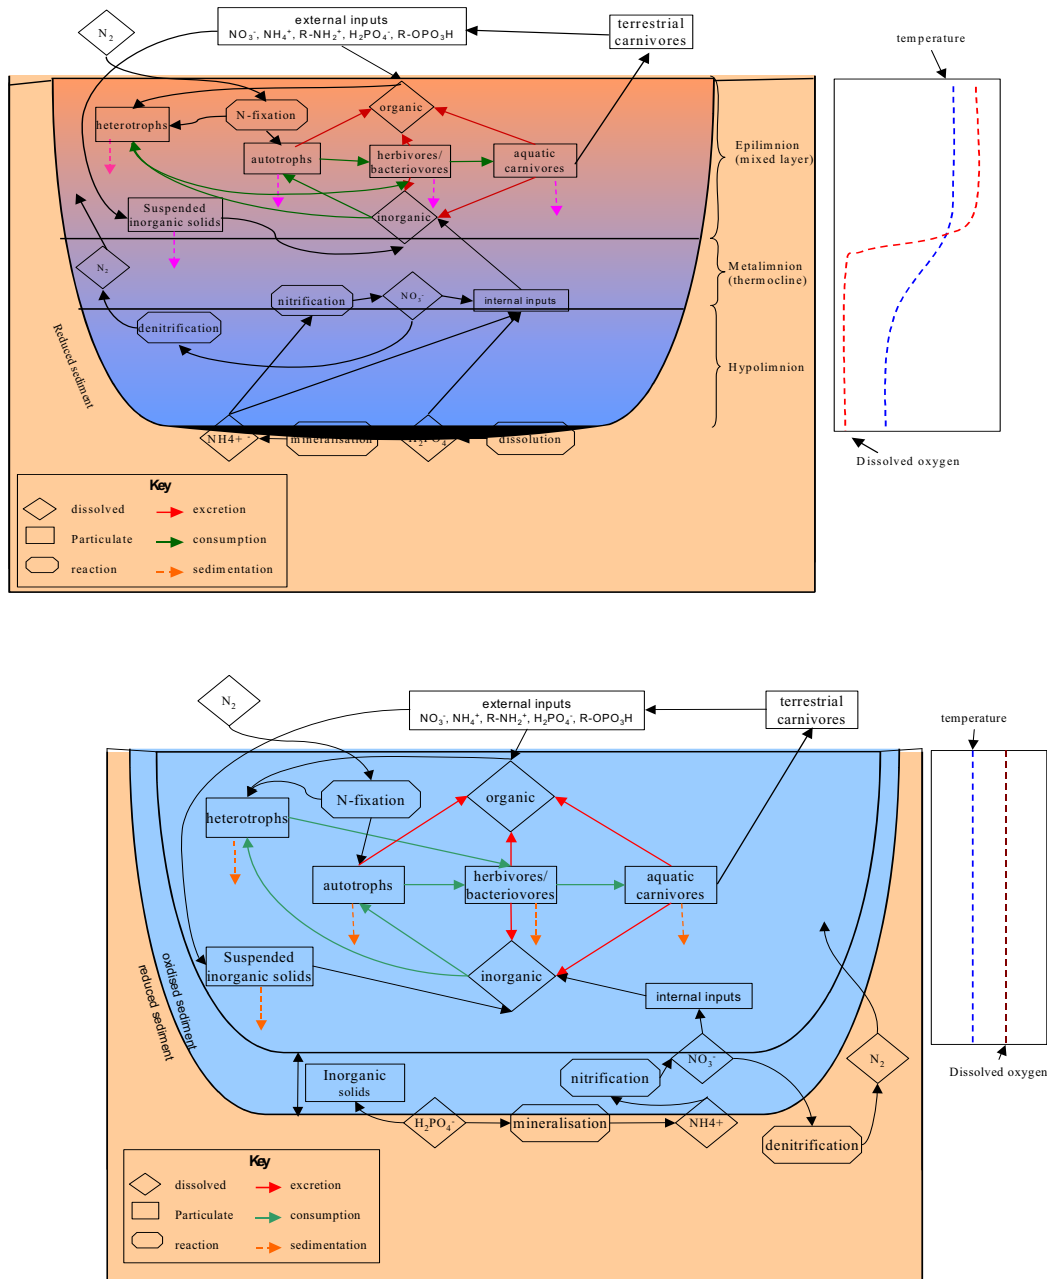 N2
external inputs
NO3-, NH4+, R-NH2+, H2PO4-, R-OPO3H
terrestrial
carnivores
temperature
organic
N-fixation
heterotrophs
Epilimnion
(mixed layer)
autotrophs
herbivores/
bacteriovores
aquatic
carnivores
Suspended
inorganic solids
inorganic
N2
Metalimnion
(thermocline)
nitrification
NO3-
internal inputs
denitrification
Reduced sediment
Hypolimnion
NH4+ -
mineralisation
H2PO4-
dissolution
Dissolved oxygen
Key
dissolved
excretion
Particulate
consumption
reaction
sedimentation
N2
external inputs
NO3-, NH4+, R-NH2+, H2PO4-, R-OPO3H
terrestrial
carnivores
temperature
N-fixation
organic
heterotrophs
autotrophs
herbivores/
bacteriovores
aquatic
carnivores
Suspended
inorganic solids
inorganic
internal inputs
oxidised sediment
reduced sediment
NO3-
N2
Inorganic
solids
nitrification
Dissolved oxygen
H2PO4-
mineralisation
NH4+
denitrification
Key
dissolved
excretion
Particulate
consumption
reaction
sedimentation